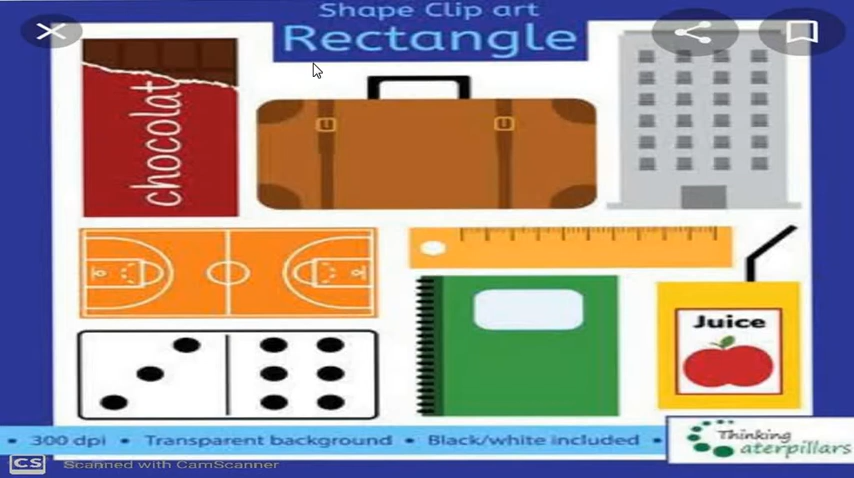 Shape Clip art
Rectangle
chocolat
Juice
• 300 dpi • Transparent background • Black/white included •
Thinking
aterpillars
CS Scanned with CamScanner